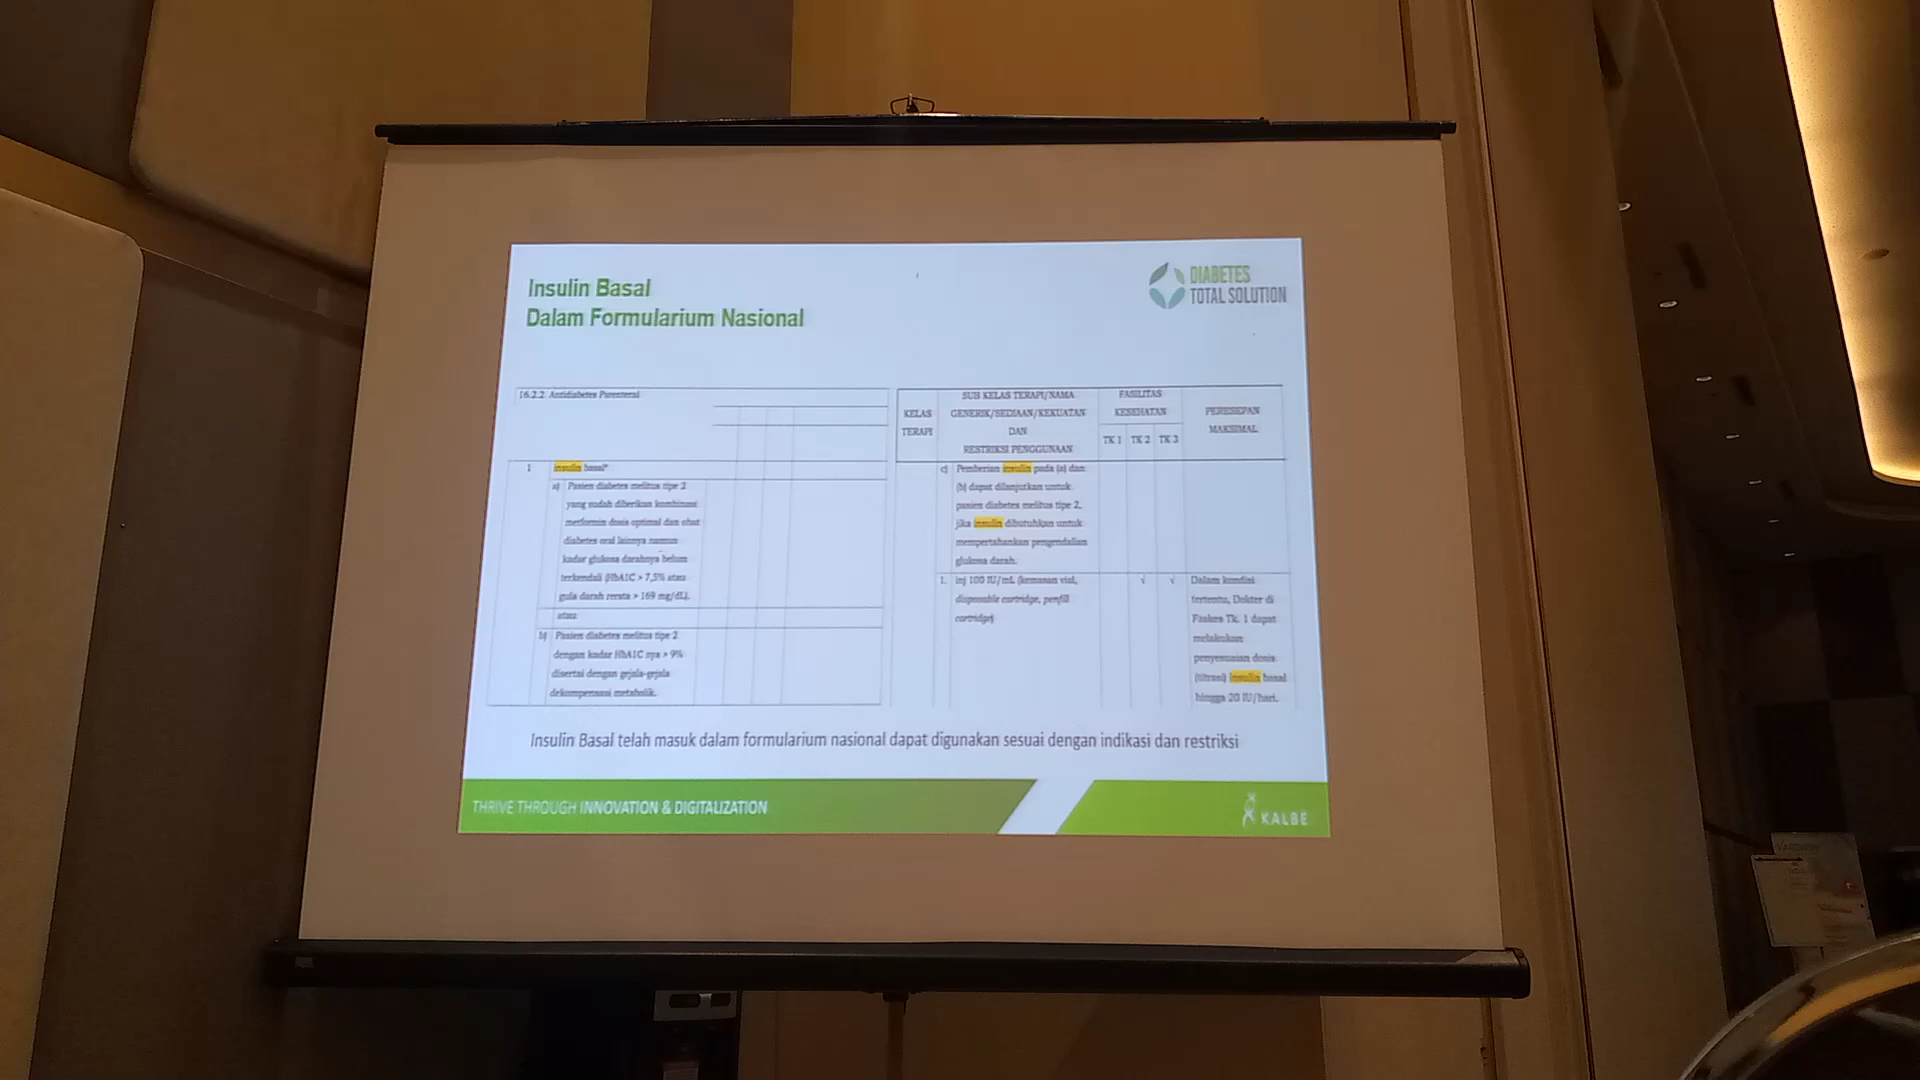 Insulin Basal
Dalam Formularium Nasional
DIABETES
TOTAL SOLUTION
16.2.2 Antidiabetes Parenteral
1 insulin basal*
a) Pasien diabetes melitus tipe 2
yang sudah diberikan kombinasi
metformin dosis optimal dan obat
diabetes oral lainnya namun
kadar glukosa darahnya belum
terkendali (HbA1C > 7,5% atau
gula darah rerata > 169 mg/dL).
atau
b) Pasien diabetes melitus tipe 2
dengan kadar HbA1C nya > 9%
disertai dengan gejala-gejala
dekompensasi metabolik.
KELAS
TERAPI
SUB KELAS TERAPI/NAMA
GENERIK/SEDIAAN/KEKUATAN
DAN
RESTRIKSI PENGGUNAAN
FASILITAS
KESEHATAN
TK 1 TK 2 TK 3
PERESEPAN
MAKSIMAL
c) Pemberian insulin pada (a) dan
(b) dapat dilanjutkan untuk
pasien diabetes melitus tipe 2,
jika insulin dibutuhkan untuk
mempertahankan pengendalian
glukosa darah.
1. inj 100 IU/mL (kemasan vial,
disposable cartridge, penfill
cartridge)
√ √
Dalam kondisi
tertentu, Dokter di
Faskes Tk. 1 dapat
melakukan
penyesuaian dosis
(titrasi) insulin basal
hingga 20 IU/hari.
Insulin Basal telah masuk dalam formularium nasional dapat digunakan sesuai dengan indikasi dan restriksi
THRIVE THROUGH INNOVATION & DIGITALIZATION
KALBE